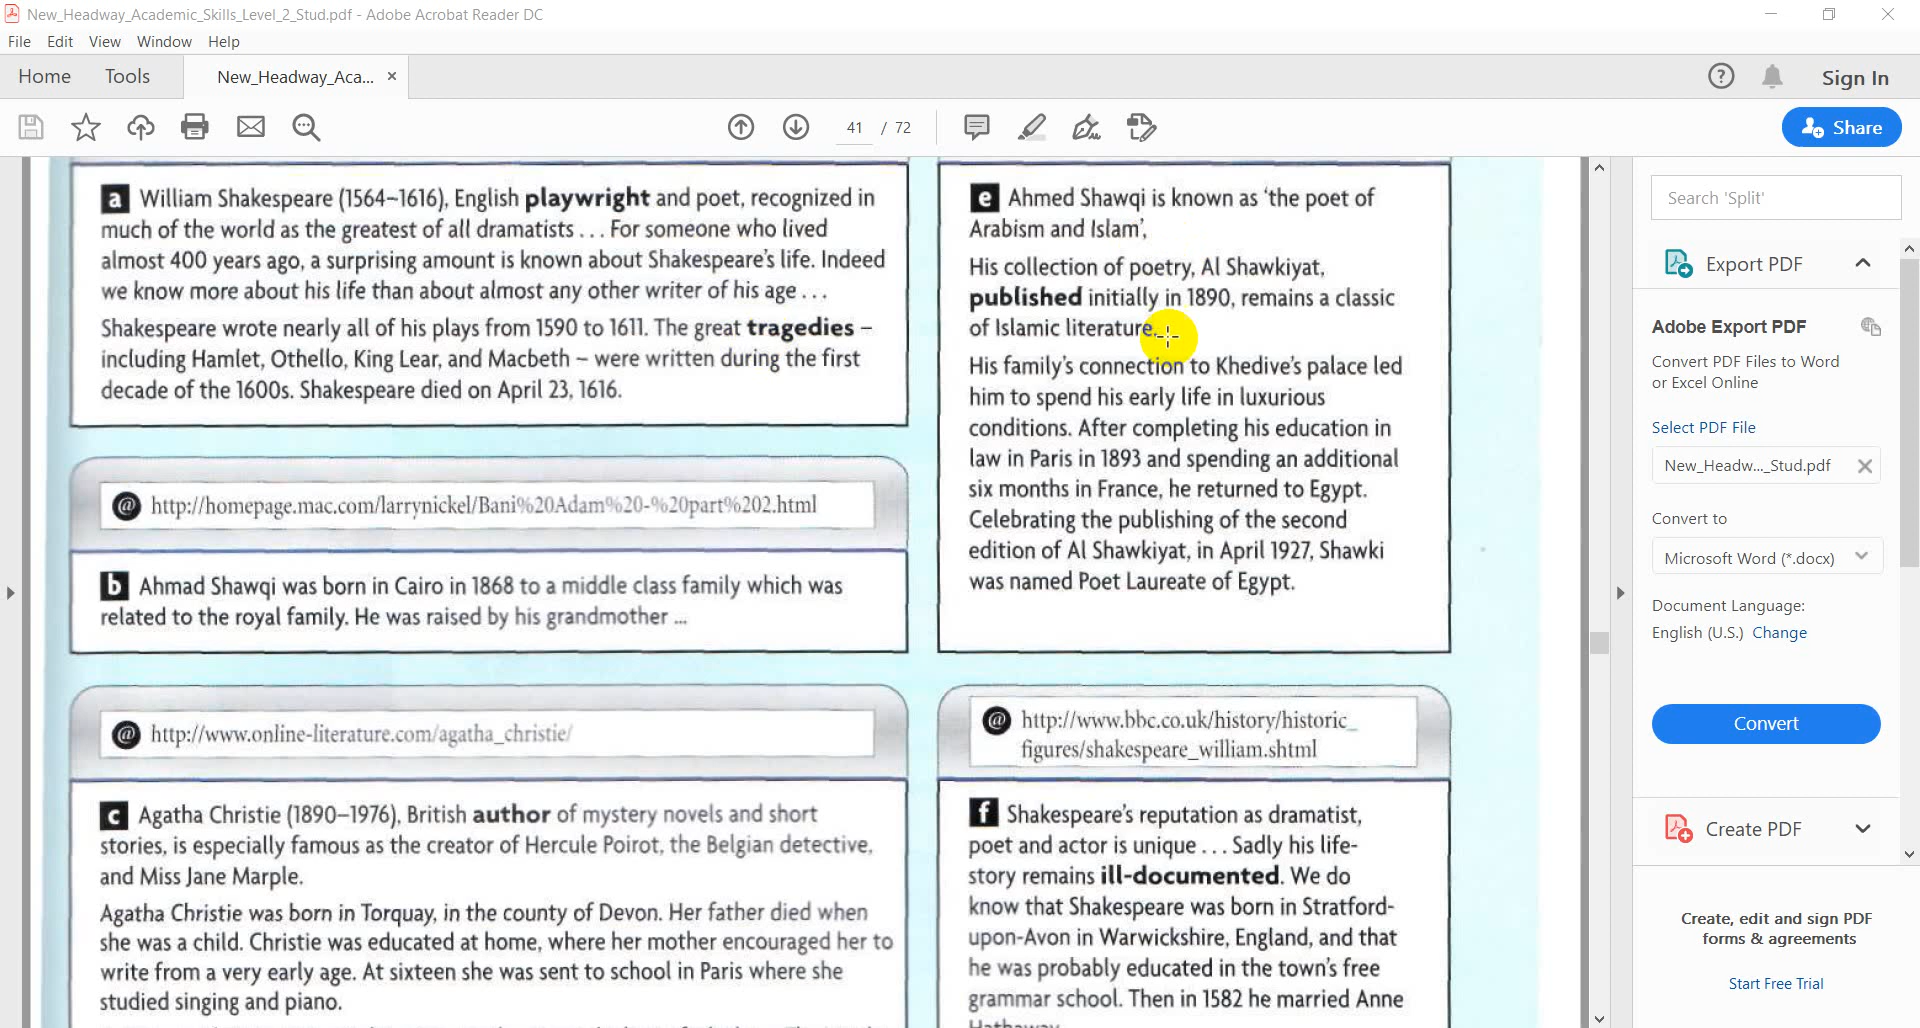 New_Headway_Academic_Skills_Level_2_Stud.pdf - Adobe Acrobat Reader DC
File Edit View Window Help
Home Tools New_Headway_Aca... × Sign In
41 / 72
Share
a William Shakespeare (1564–1616), English playwright and poet, recognized in
much of the world as the greatest of all dramatists ... For someone who lived
almost 400 years ago, a surprising amount is known about Shakespeare's life. Indeed
we know more about his life than about almost any other writer of his age ...
Shakespeare wrote nearly all of his plays from 1590 to 1611. The great tragedies –
including Hamlet, Othello, King Lear, and Macbeth – were written during the first
decade of the 1600s. Shakespeare died on April 23, 1616.
@ http://homepage.mac.com/larrynickel/Bani%20Adam%20-%20part%202.html
b Ahmad Shawqi was born in Cairo in 1868 to a middle class family which was
related to the royal family. He was raised by his grandmother ...
@ http://www.online-literature.com/agatha_christie/
c Agatha Christie (1890–1976), British author of mystery novels and short
stories, is especially famous as the creator of Hercule Poirot, the Belgian detective,
and Miss Jane Marple.
Agatha Christie was born in Torquay, in the county of Devon. Her father died when
she was a child. Christie was educated at home, where her mother encouraged her to
write from a very early age. At sixteen she was sent to school in Paris where she
studied singing and piano.
e Ahmed Shawqi is known as 'the poet of
Arabism and Islam',
His collection of poetry, Al Shawkiyat,
published initially in 1890, remains a classic
of Islamic literature.
His family's connection to Khedive's palace led
him to spend his early life in luxurious
conditions. After completing his education in
law in Paris in 1893 and spending an additional
six months in France, he returned to Egypt.
Celebrating the publishing of the second
edition of Al Shawkiyat, in April 1927, Shawki
was named Poet Laureate of Egypt.
@ http://www.bbc.co.uk/history/historic_
figures/shakespeare_william.shtml
f Shakespeare's reputation as dramatist,
poet and actor is unique ... Sadly his life-
story remains ill-documented. We do
know that Shakespeare was born in Stratford-
upon-Avon in Warwickshire, England, and that
he was probably educated in the town's free
grammar school. Then in 1582 he married Anne
Search 'Split'
Export PDF
Adobe Export PDF
Convert PDF Files to Word
or Excel Online
Select PDF File
New_Headw..._Stud.pdf
Convert to
Microsoft Word (*.docx)
Document Language:
English (U.S.) Change
Convert
Create PDF
Create, edit and sign PDF
forms & agreements
Start Free Trial